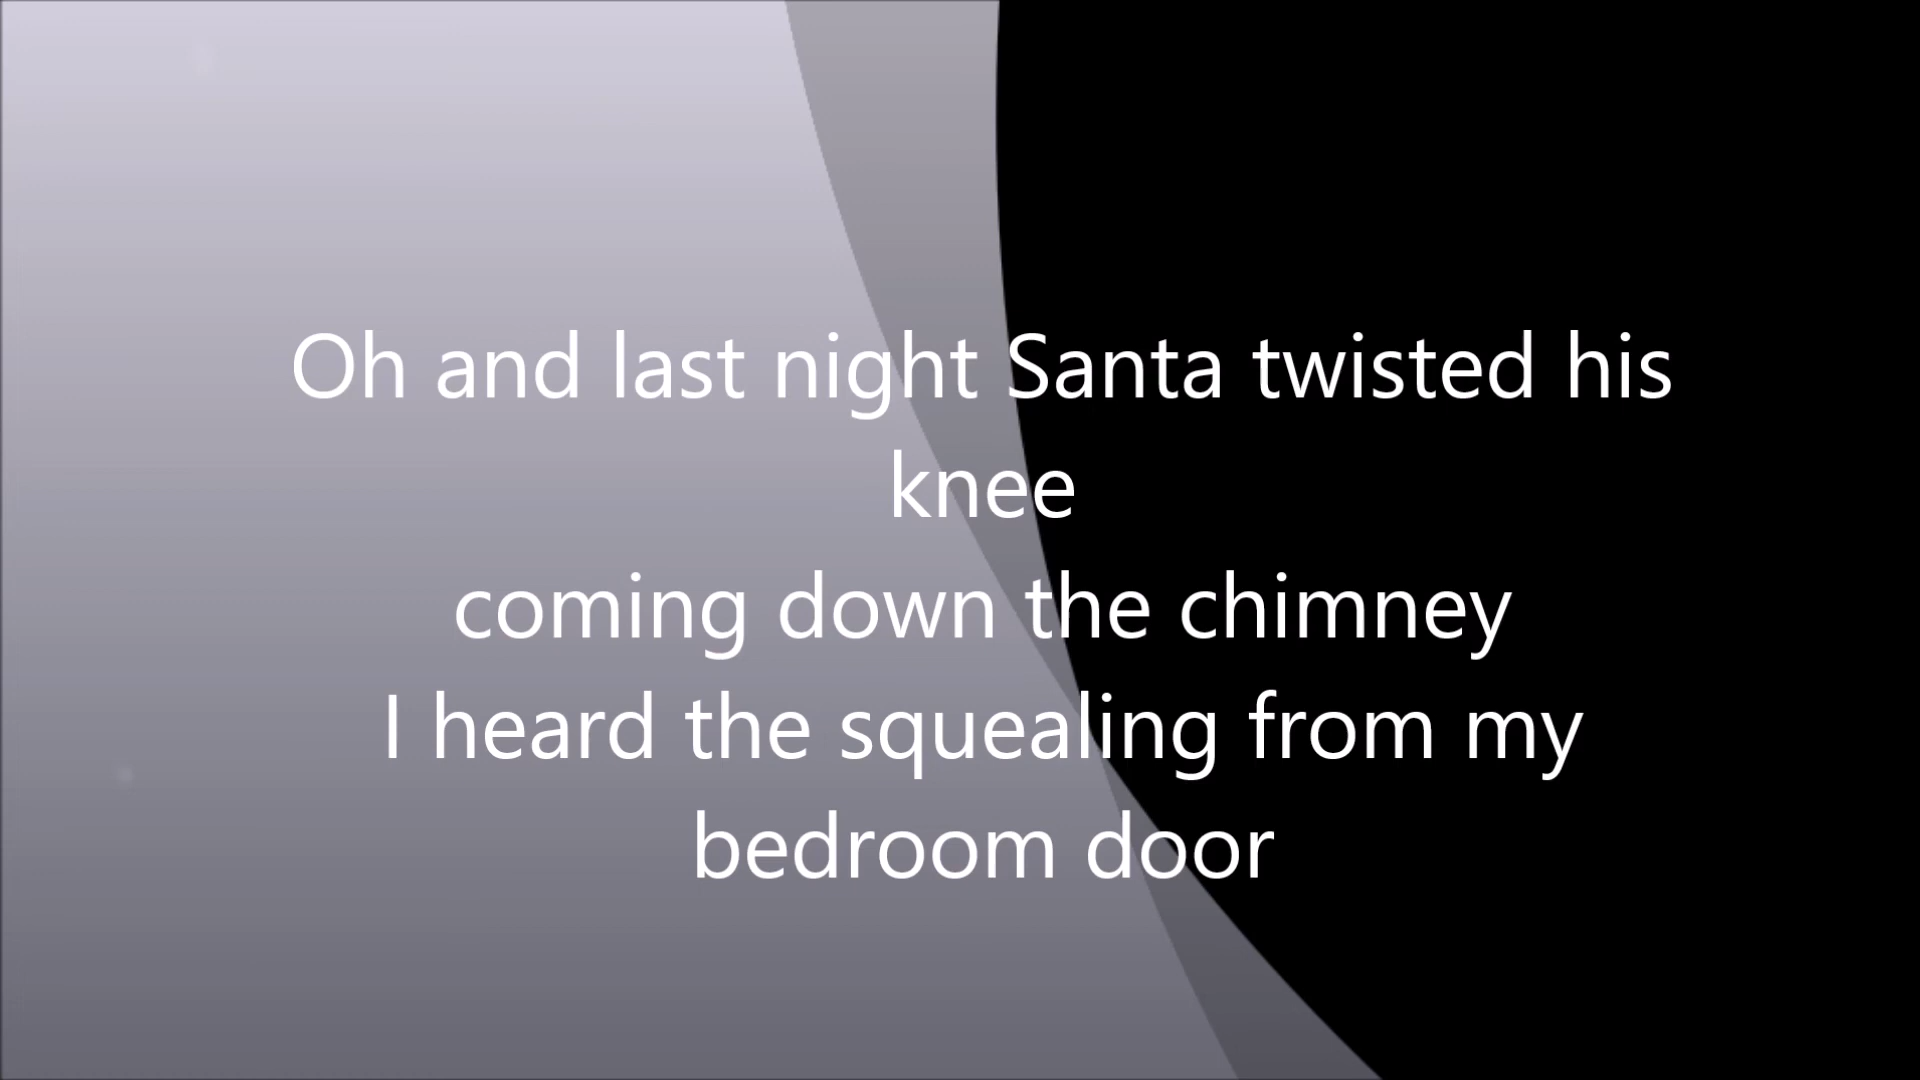 Oh and last night Santa twisted his
knee
coming down the chimney
I heard the squealing from my
bedroom door